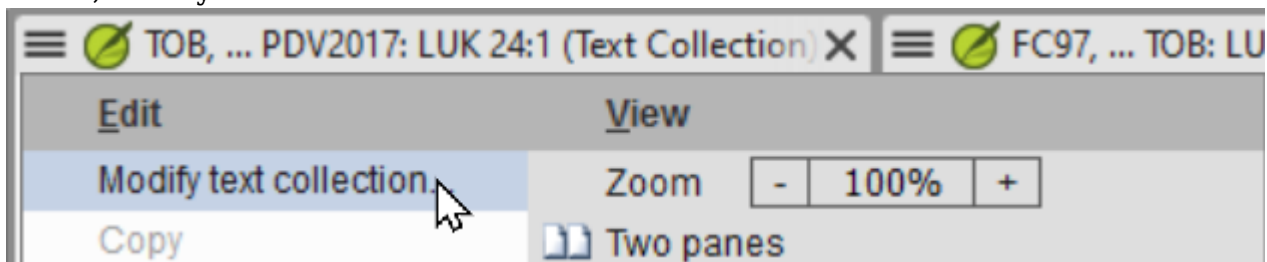 TOB, ... PDV2017: LUK 24:1 (Text Collection) FC97, ... TOB: LU
Edit View
Modify text collection... Zoom - 100% +
Copy Two panes